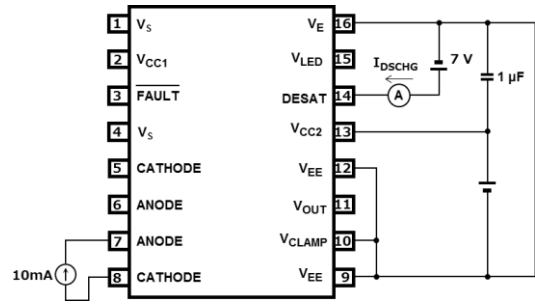 1 VS
2 VCC1
3 FAULT
4 VS
5 CATHODE
6 ANODE
7 ANODE
8 CATHODE
10mA
VE 16
VLED 15
DESAT 14
VCC2 13
VEE 12
VOUT 11
VCLAMP 10
VEE 9
IDSCHG
A
7 V
1 µF